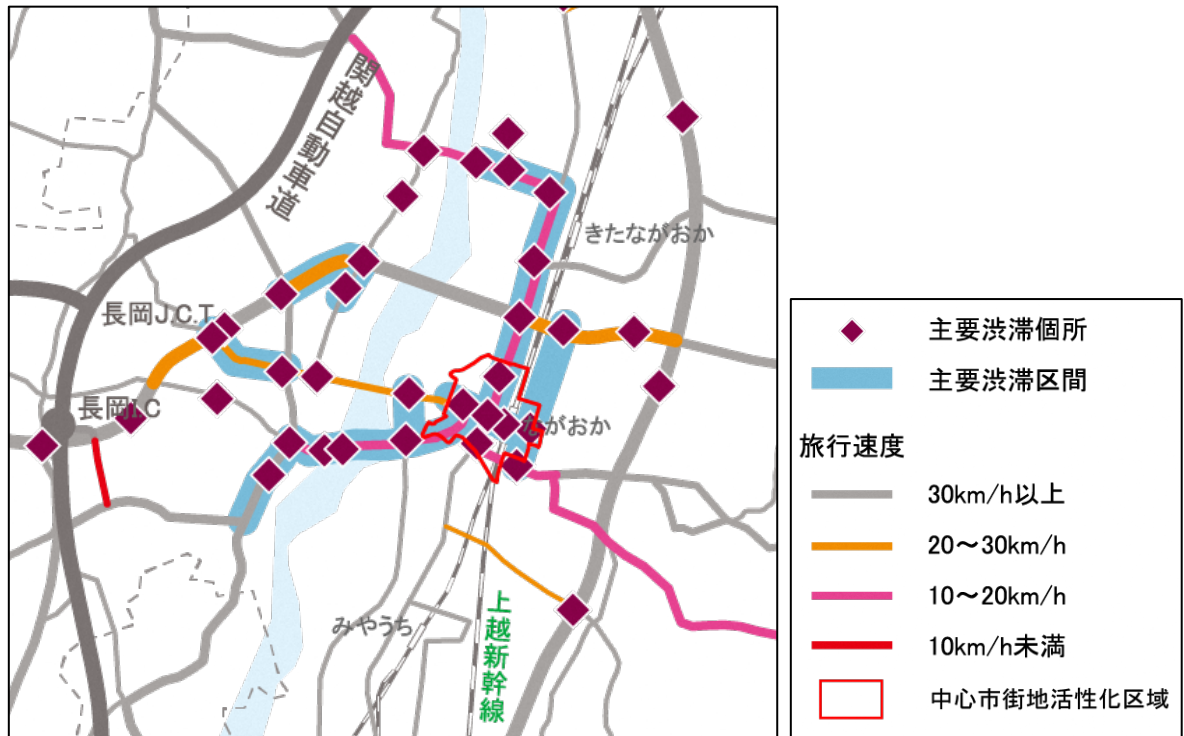 関越自動車道
きたながおか
長岡J.C.T
長岡I.C
ながおか
みやうち
上越新幹線
主要渋滞個所
主要渋滞区間
旅行速度
30km/h以上
20～30km/h
10～20km/h
10km/h未満
中心市街地活性化区域